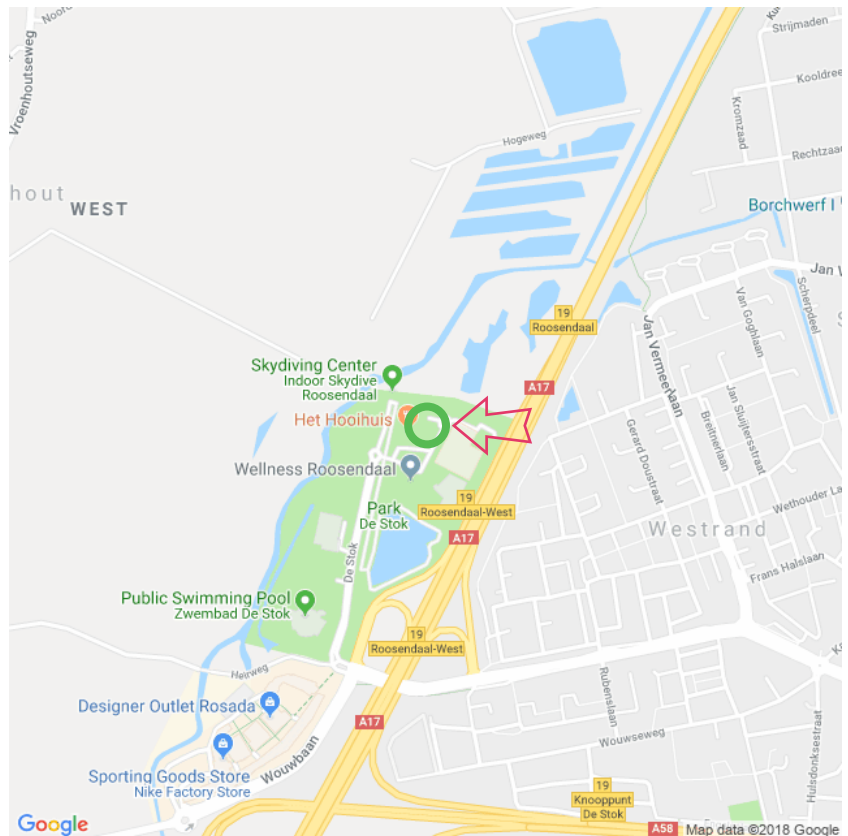 Noord
Vroenhoutseweg
hout
WEST
Hogeweg
Strijmaden
Kooldree
Kromzaad
Rechtzaad
Borchwerf I
Jan V
Scherpdeel
Van Goghlaan
Jan Vermeerlaan
Jan Sluijtersstraat
Breitnerlaan
Gerard Doustraat
19
Roosendaal
A17
Skydiving Center
Indoor Skydive
Roosendaal
Het Hooihuis
Wellness Roosendaal
Park
De Stok
19
Roosendaal-West
A17
Westrand
Wethouder La
Frans Halslaan
De Stok
Public Swimming Pool
Zwembad De Stok
19
Roosendaal-West
Heirweg
Rubenslaan
Hulsdonksestraat
Designer Outlet Rosada
A17
Wouwbaan
Wouwseweg
Sporting Goods Store
Nike Factory Store
19
Knooppunt
De Stok
A58
Google
Map data ©2018 Google